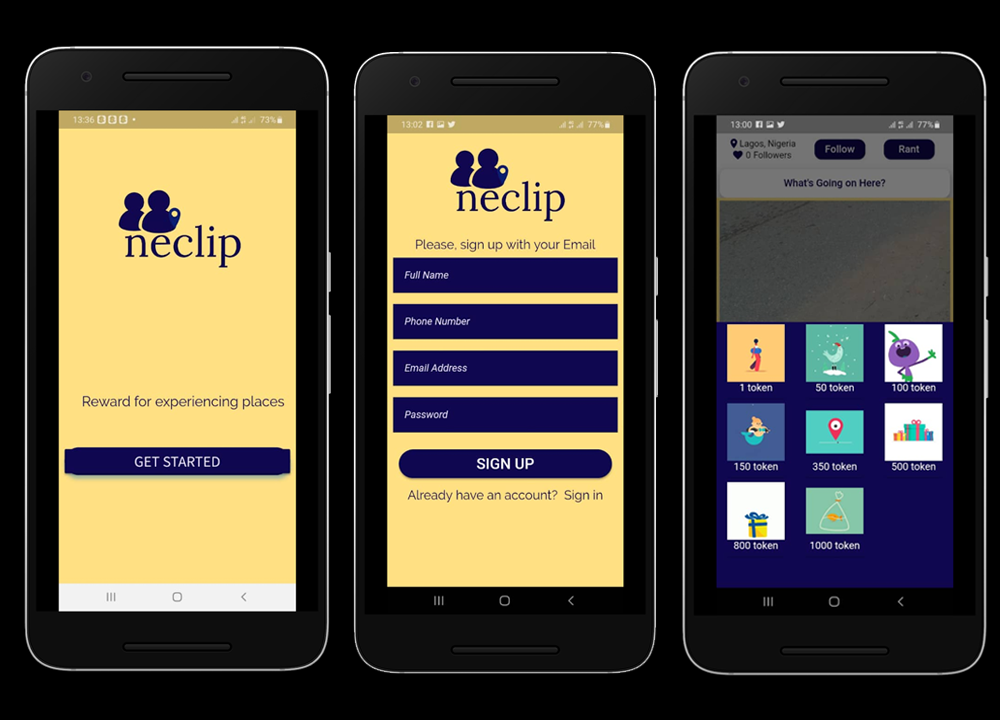 13:36
73%
neclip
Reward for experiencing places
GET STARTED
13:02
77%
neclip
Please, sign up with your Email
Full Name
Phone Number
Email Address
Password
SIGN UP
Already have an account? Sign in
13:00
77%
Lagos, Nigeria
0 Followers
Follow
Rant
What's Going on Here?
1 token
50 token
100 token
150 token
350 token
500 token
800 token
1000 token